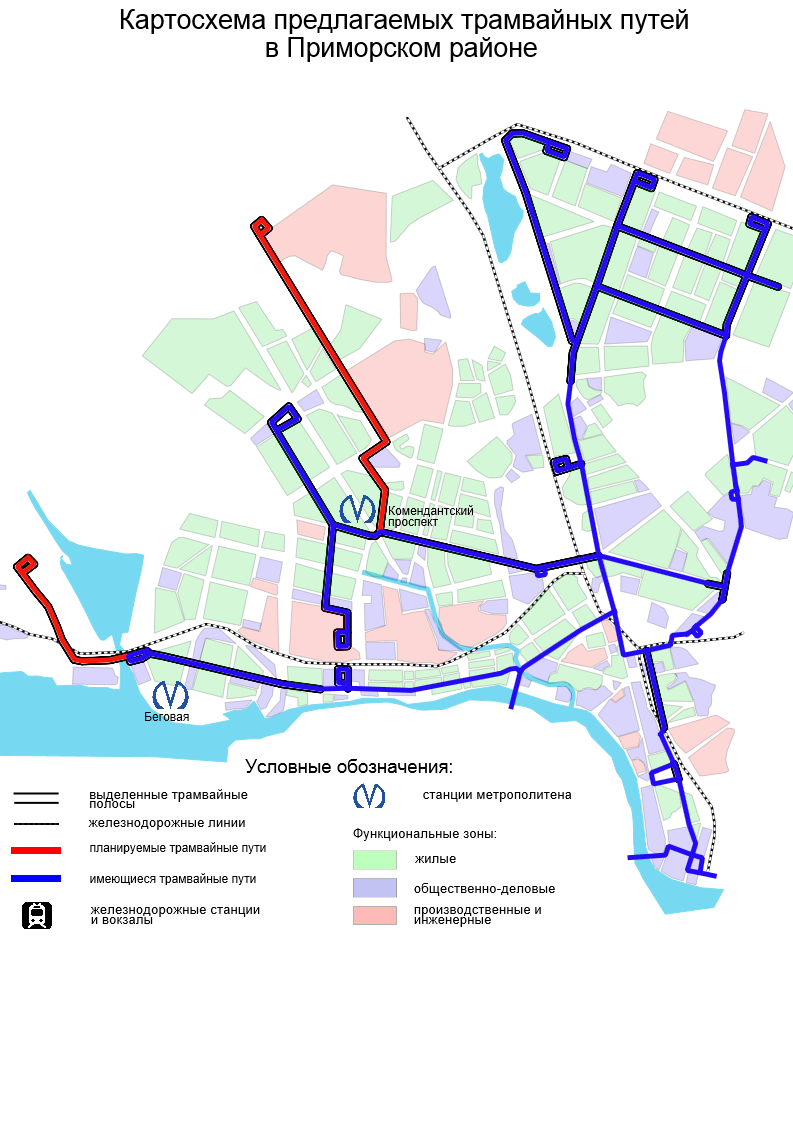 Картосхема предлагаемых трамвайных путей
в Приморском районе
Комендантский
проспект
Беговая
Условные обозначения:
выделенные трамвайные
полосы
железнодорожные линии
планируемые трамвайные пути
имеющиеся трамвайные пути
железнодорожные станции
и вокзалы
станции метрополитена
Функциональные зоны:
жилые
общественно-деловые
производственные и
инженерные